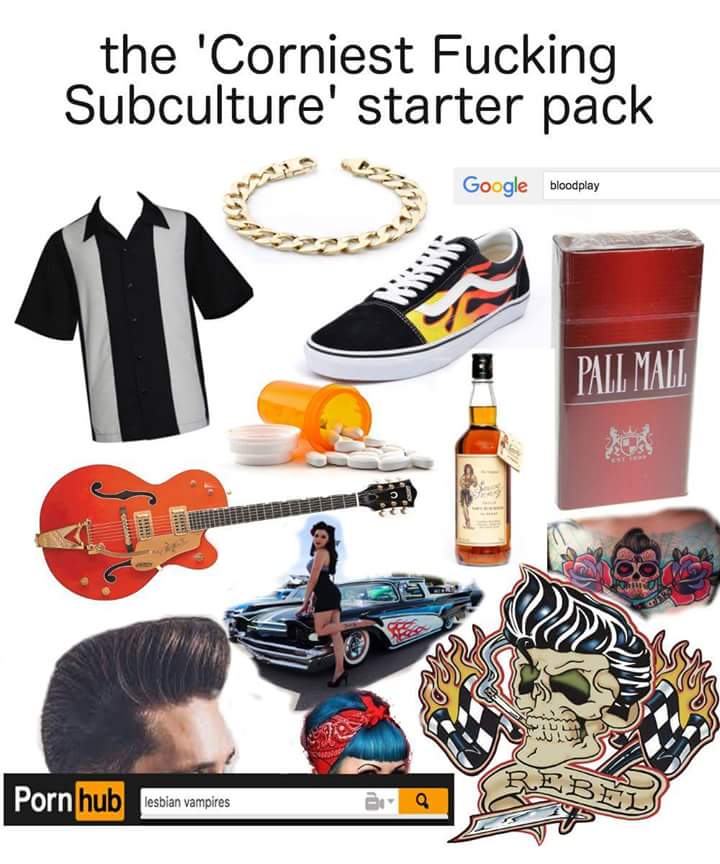 the 'Corniest Fucking
Subculture' starter pack
Google bloodplay
PALL MALL
REBEL
Porn hub lesbian vampires